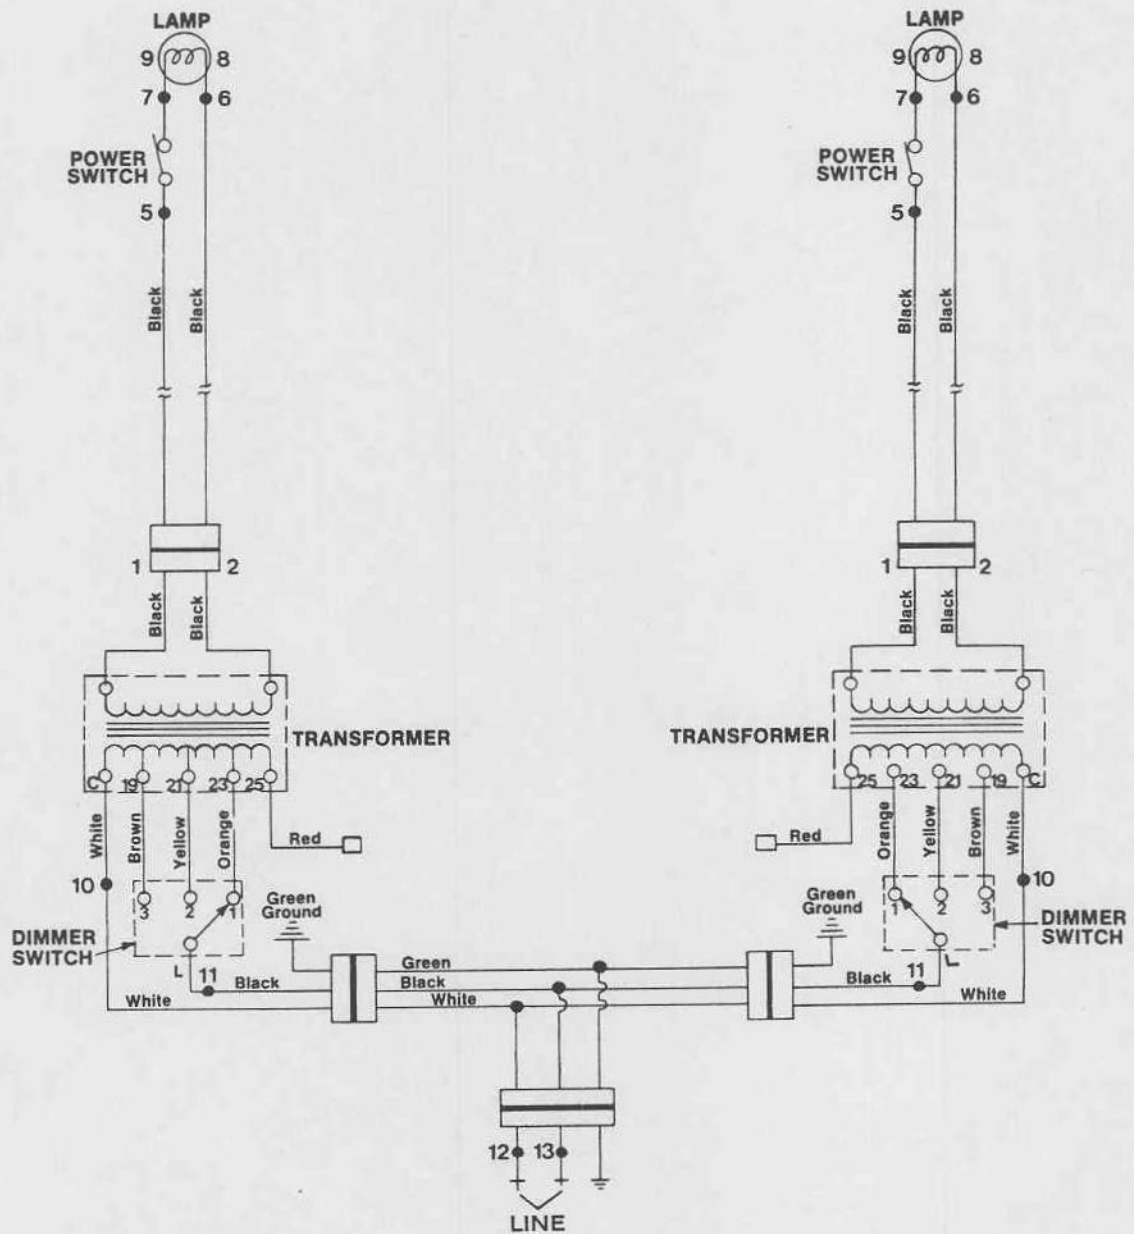 LAMP LAMP
9 8 9 8
7 6 7 6
POWER SWITCH POWER SWITCH
5 5
Black Black Black Black
1 2 1 2
Black Black Black Black
TRANSFORMER TRANSFORMER
C 19 21 23 25 25 23 21 19 C
White Brown Yellow Orange Red Red Orange Yellow Brown White
10 10
3 2 1 1 2 3
Green Ground Green Ground
DIMMER SWITCH DIMMER SWITCH
L L
11 11
Green
Black Black Black
White White White
12 13
LINE